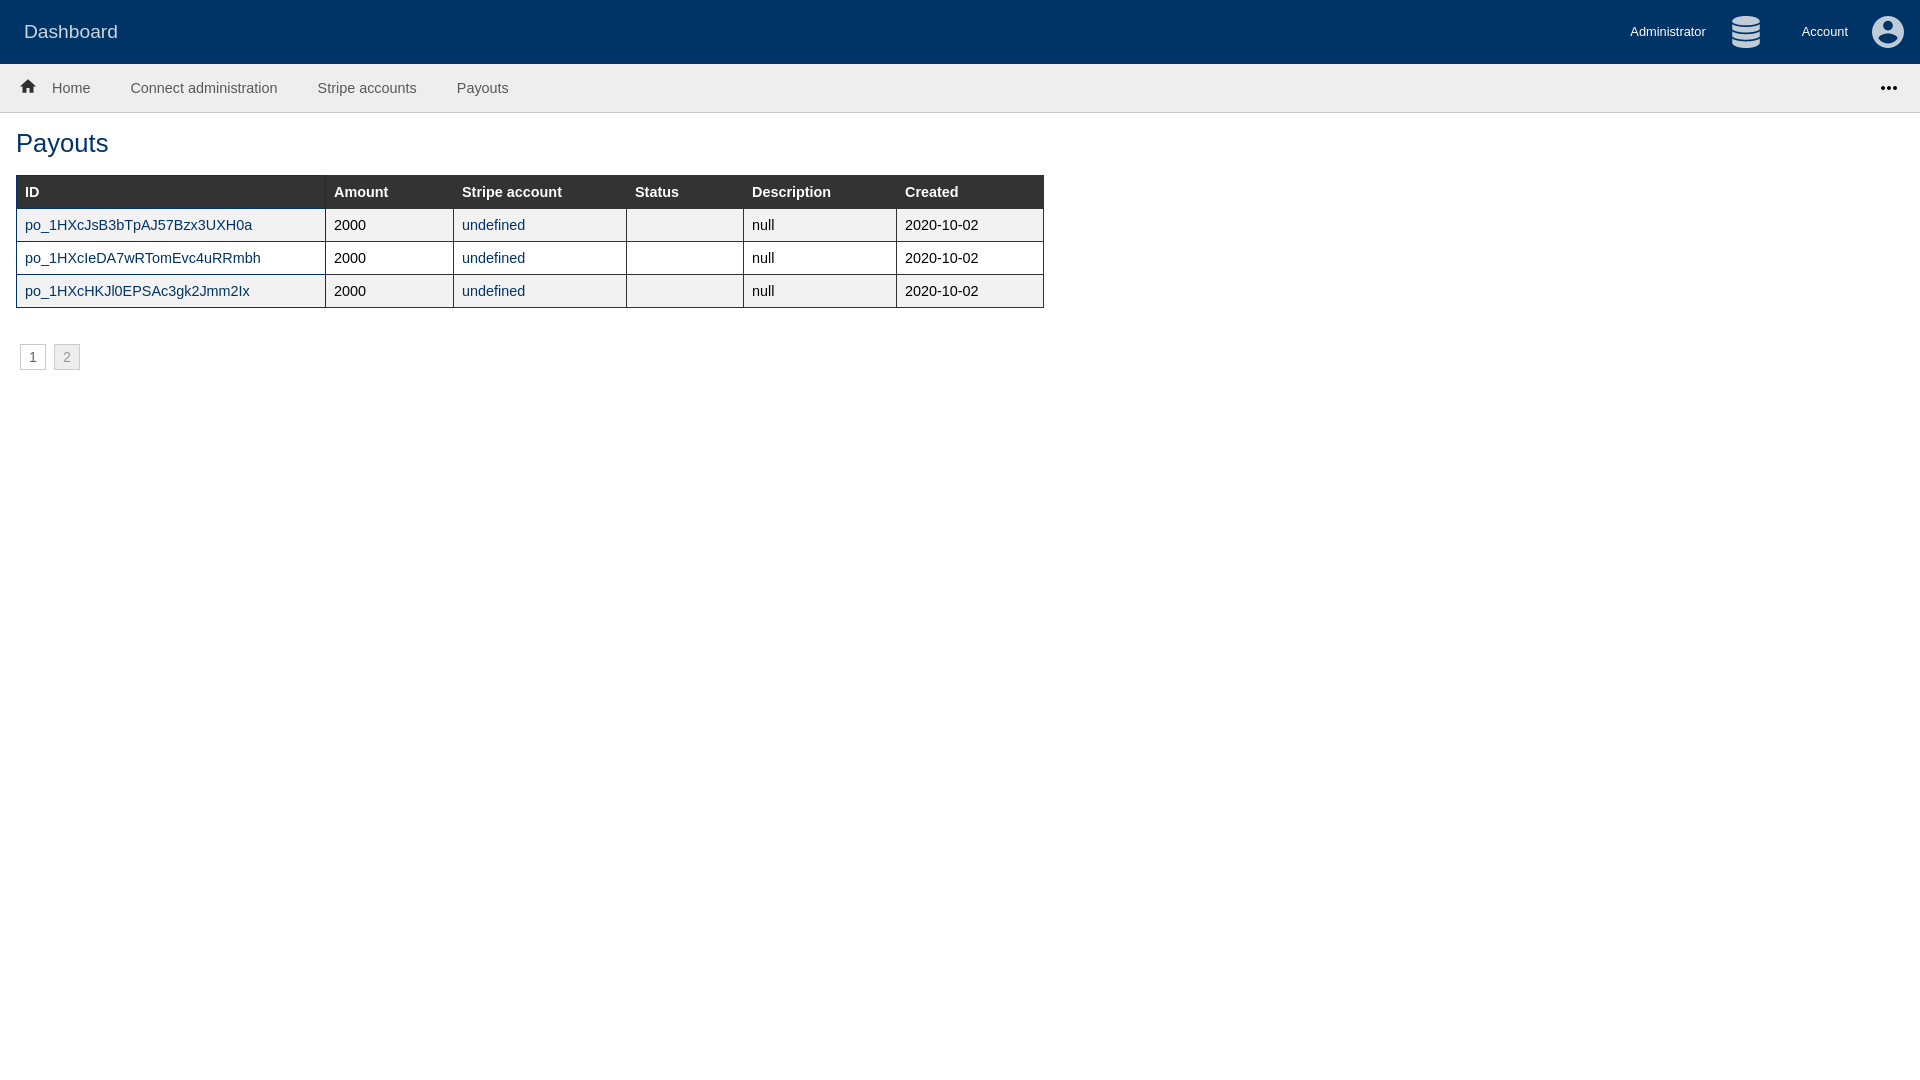 Dashboard Administrator Account
Home Connect administration Stripe accounts Payouts
Payouts
ID Amount Stripe account Status Description Created
po_1HXcJsB3bTpAJ57Bzx3UXH0a 2000 undefined null 2020-10-02
po_1HXcIeDA7wRTomEvc4uRRmbh 2000 undefined null 2020-10-02
po_1HXcHKJl0EPSAc3gk2Jmm2Ix 2000 undefined null 2020-10-02
1 2